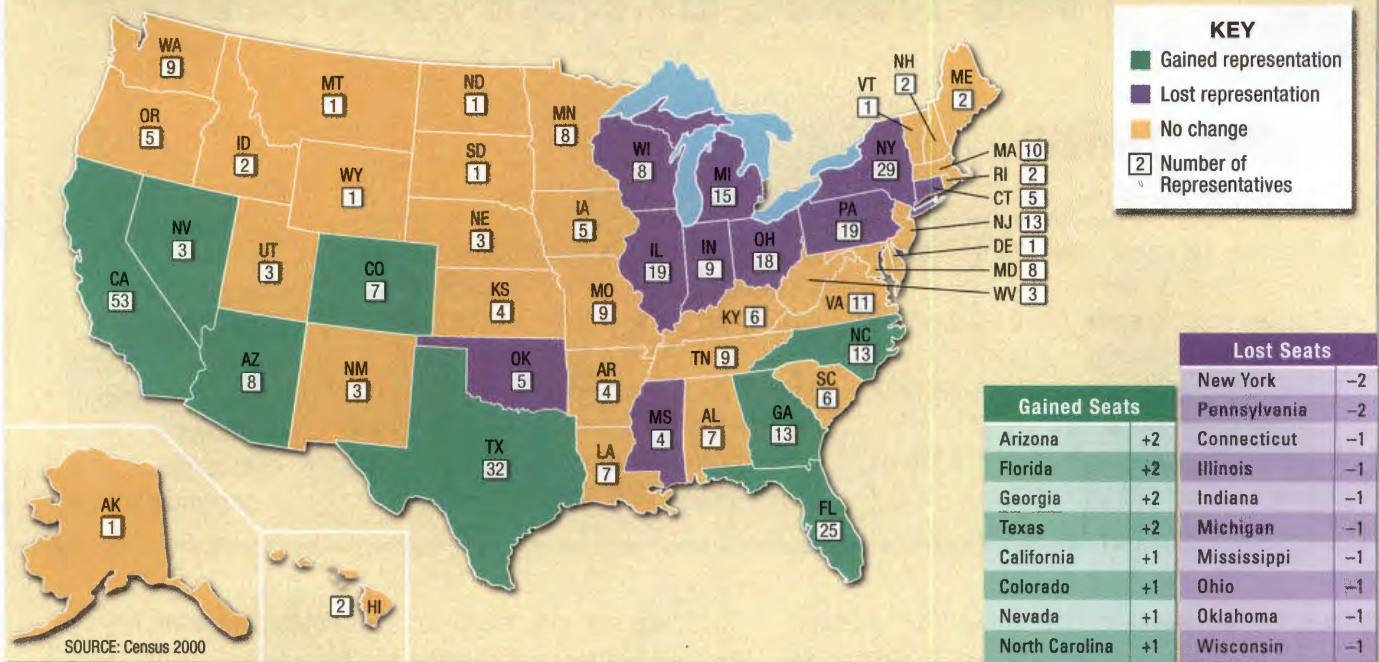 KEY
Gained representation
Lost representation
No change
2 Number of
Representatives
WA
9
OR
5
ID
2
MT
1
WY
1
ND
1
SD
1
NE
3
KS
4
MN
8
IA
5
MO
9
AR
4
LA
7
WI
8
MI
15
IL
19
IN
9
OH
18
KY 6
TN 9
MS
4
AL
7
GA
13
FL
25
SC
6
NC
13
VA 11
PA
19
NY
29
VT
1
NH
2
ME
2
MA 10
RI 2
CT 5
NJ 13
DE 1
MD 8
WV 3
CA
53
NV
3
UT
3
CO
7
AZ
8
NM
3
TX
32
OK
5
AK
1
2 HI
SOURCE: Census 2000
Gained Seats
Arizona +2
Florida +2
Georgia +2
Texas +2
California +1
Colorado +1
Nevada +1
North Carolina +1
Lost Seats
New York −2
Pennsylvania −2
Connecticut −1
Illinois −1
Indiana −1
Michigan −1
Mississippi −1
Ohio −1
Oklahoma −1
Wisconsin −1